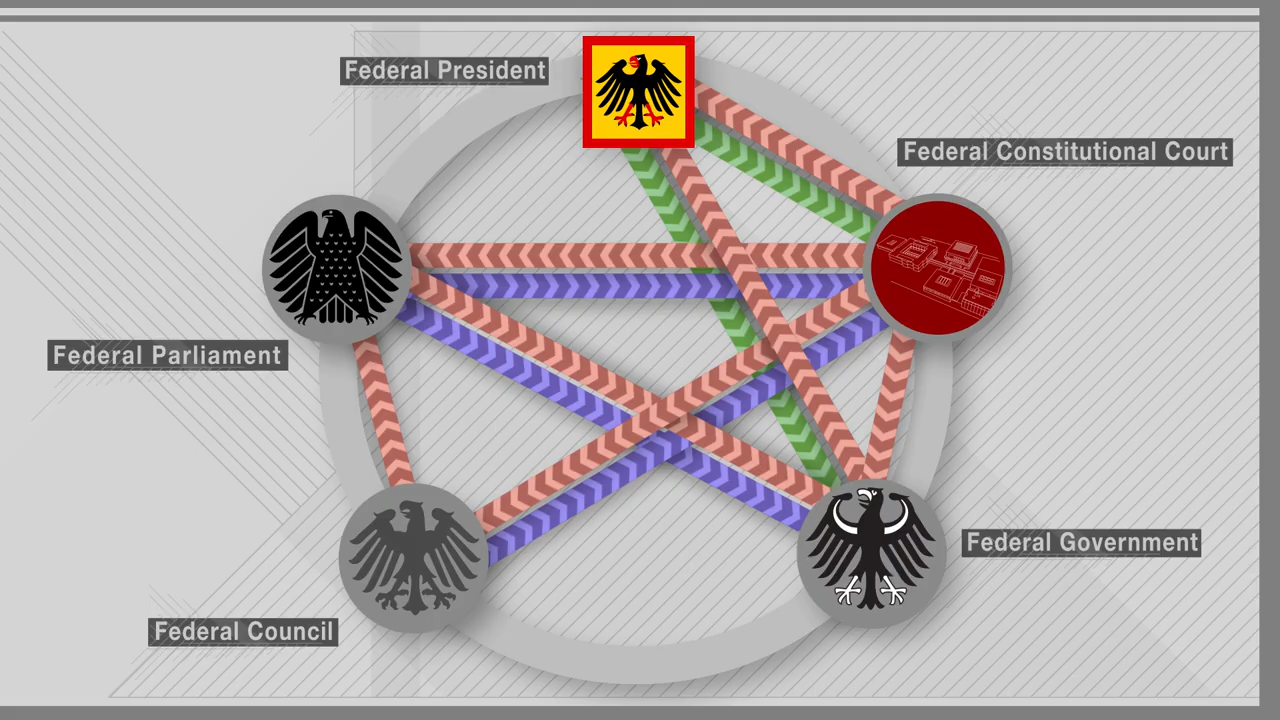 Federal President
Federal Constitutional Court
Federal Parliament
Federal Government
Federal Council